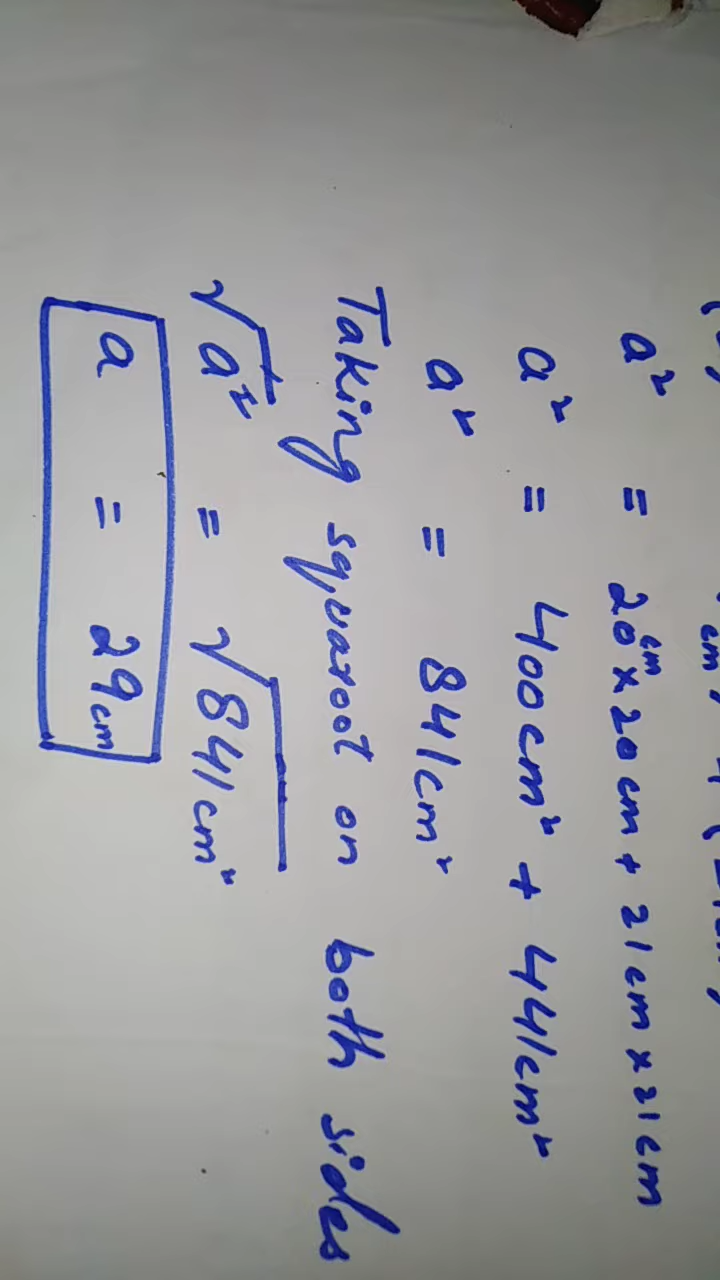 a² = 20cm × 20cm + 21cm × 21cm
a² = 400cm² + 441cm²
a² = 841cm²
Taking squaroot on both sides
√a² = √841cm²
a = 29cm